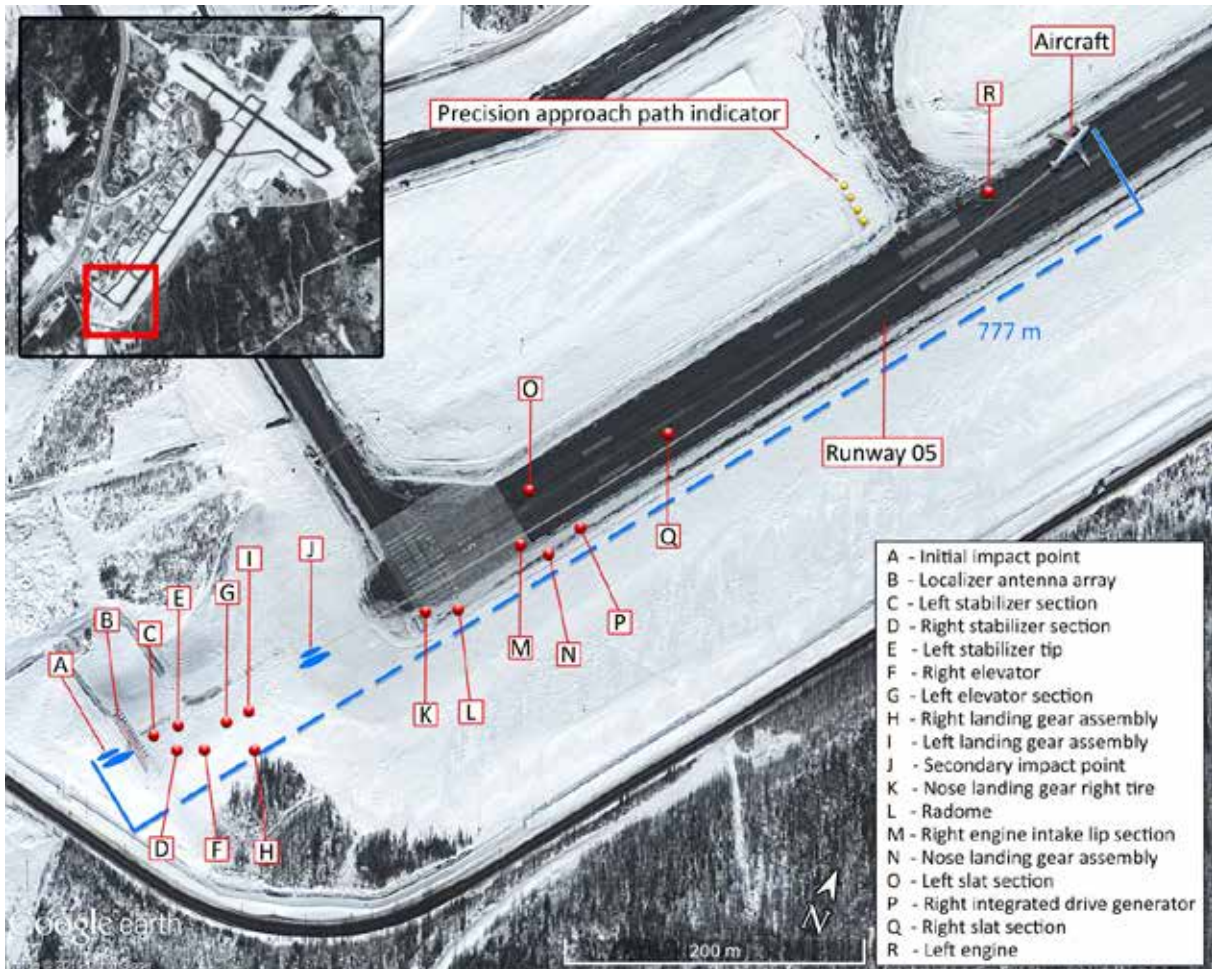 Aircraft
R
Precision approach path indicator
777 m
O
Runway 05
Q
J
I
G
E
B
C
A
P
M
N
K
L
D
F
H
A - Initial impact point
B - Localizer antenna array
C - Left stabilizer section
D - Right stabilizer section
E - Left stabilizer tip
F - Right elevator
G - Left elevator section
H - Right landing gear assembly
I - Left landing gear assembly
J - Secondary impact point
K - Nose landing gear right tire
L - Radome
M - Right engine intake lip section
N - Nose landing gear assembly
O - Left slat section
P - Right integrated drive generator
Q - Right slat section
R - Left engine
N
Google earth
200 m